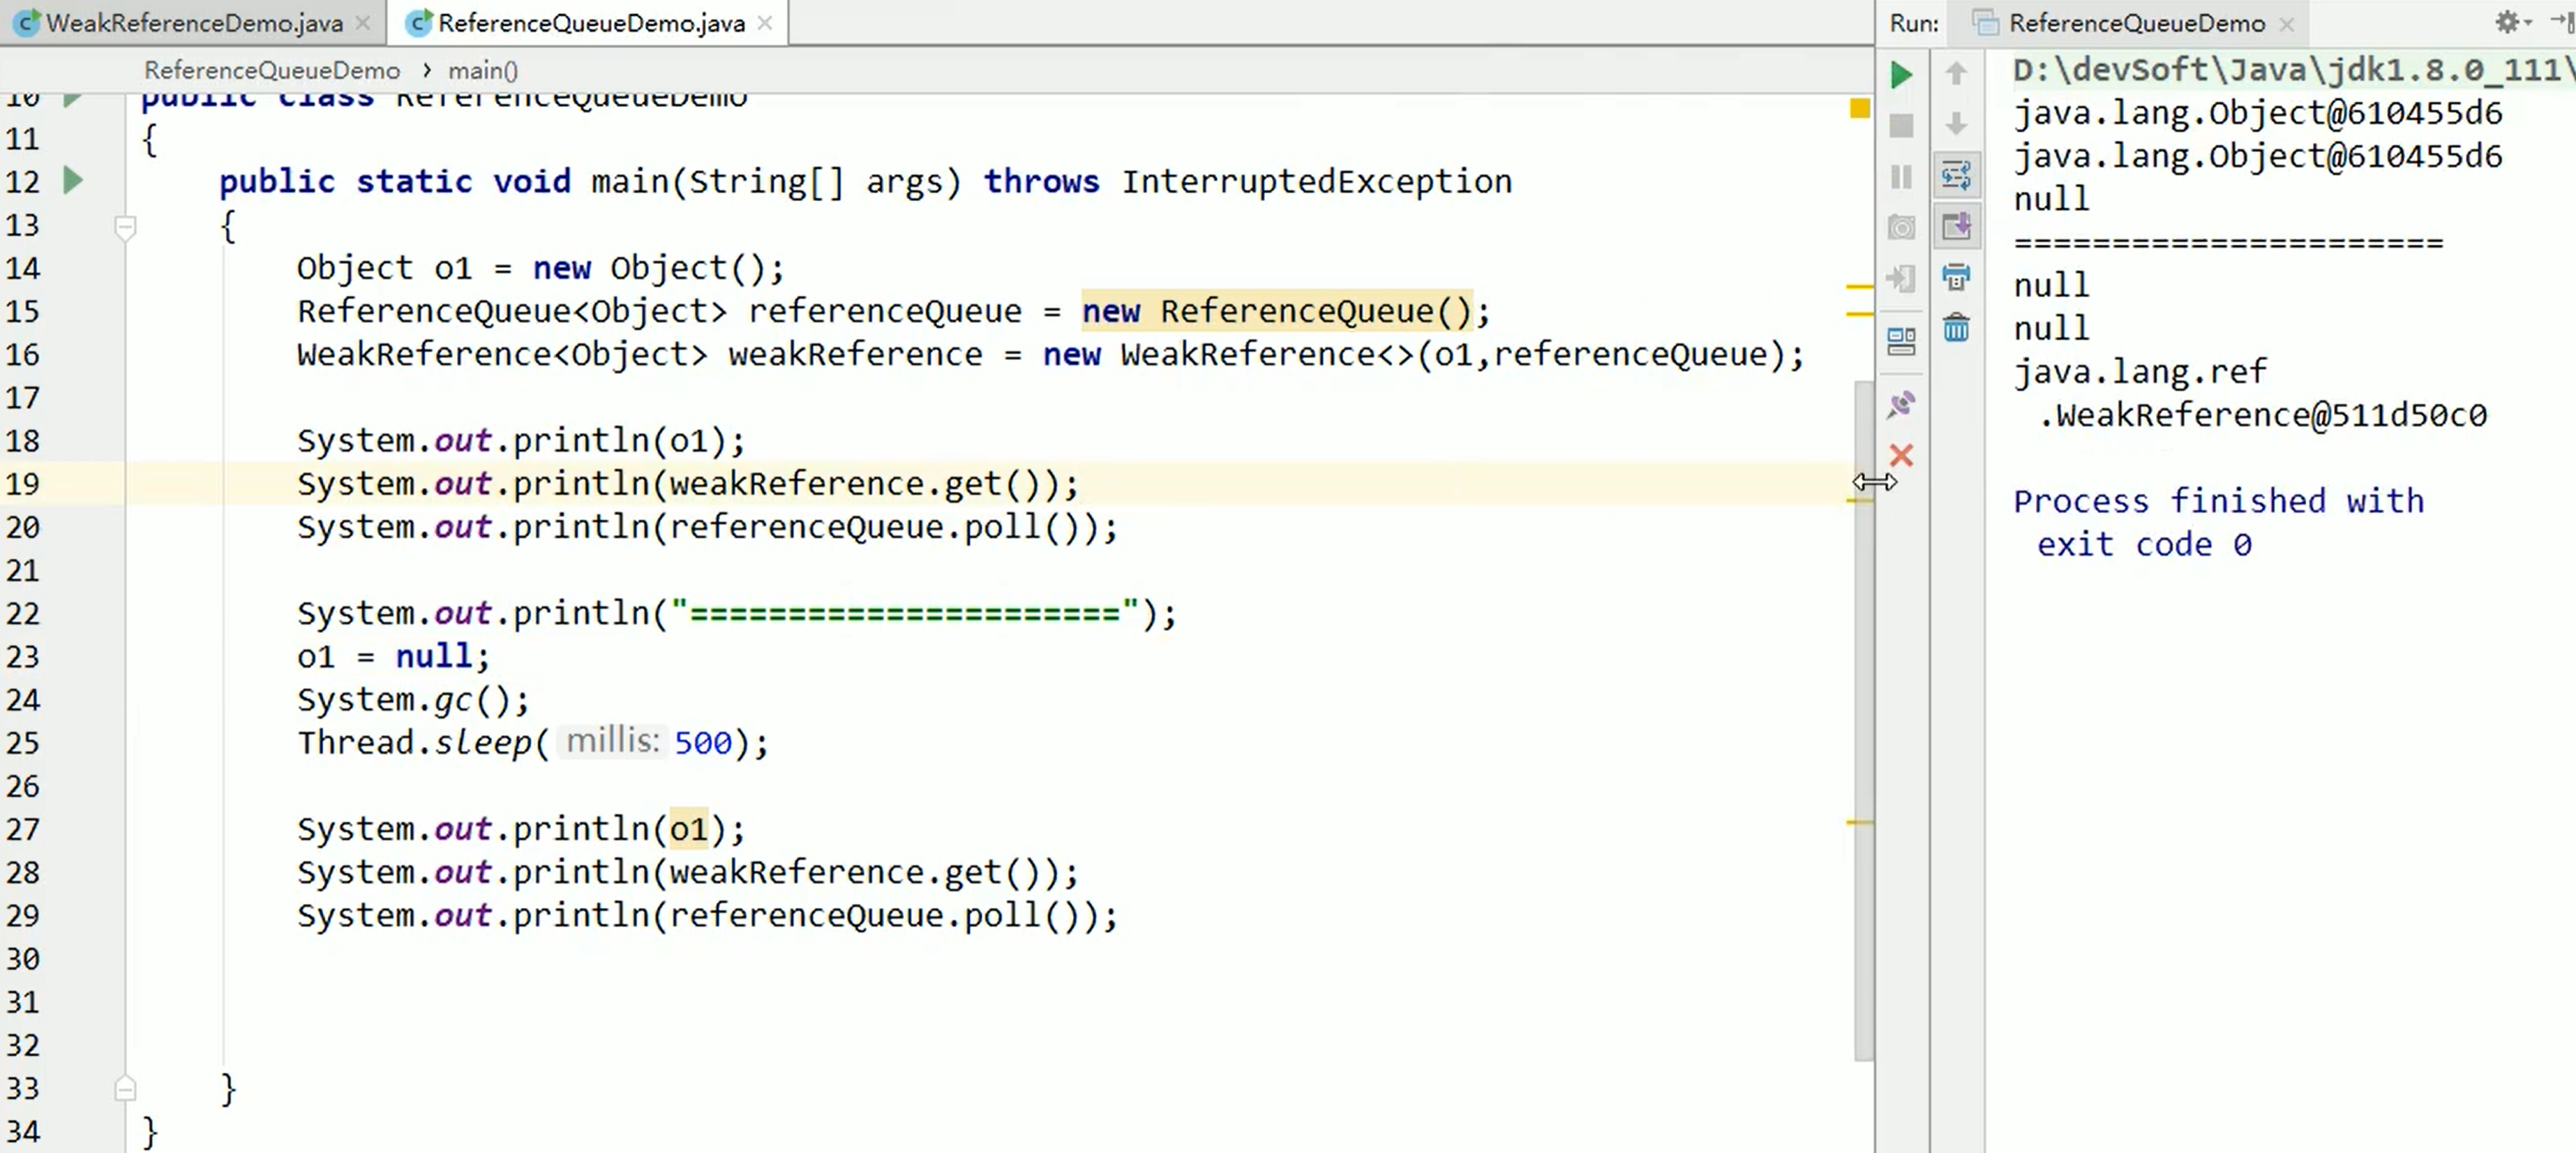 WeakReferenceDemo.java
ReferenceQueueDemo.java
ReferenceQueueDemo › main()
10 public class ReferenceQueueDemo
11 {
12 public static void main(String[] args) throws InterruptedException
13 {
14 Object o1 = new Object();
15 ReferenceQueue<Object> referenceQueue = new ReferenceQueue();
16 WeakReference<Object> weakReference = new WeakReference<>(o1,referenceQueue);
17
18 System.out.println(o1);
19 System.out.println(weakReference.get());
20 System.out.println(referenceQueue.poll());
21
22 System.out.println("======================");
23 o1 = null;
24 System.gc();
25 Thread.sleep( millis: 500);
26
27 System.out.println(o1);
28 System.out.println(weakReference.get());
29 System.out.println(referenceQueue.poll());
30
31
32
33 }
34 }
Run: ReferenceQueueDemo
D:\devSoft\Java\jdk1.8.0_111\
java.lang.Object@610455d6
java.lang.Object@610455d6
null
======================
null
null
java.lang.ref
.WeakReference@511d50c0
Process finished with
exit code 0